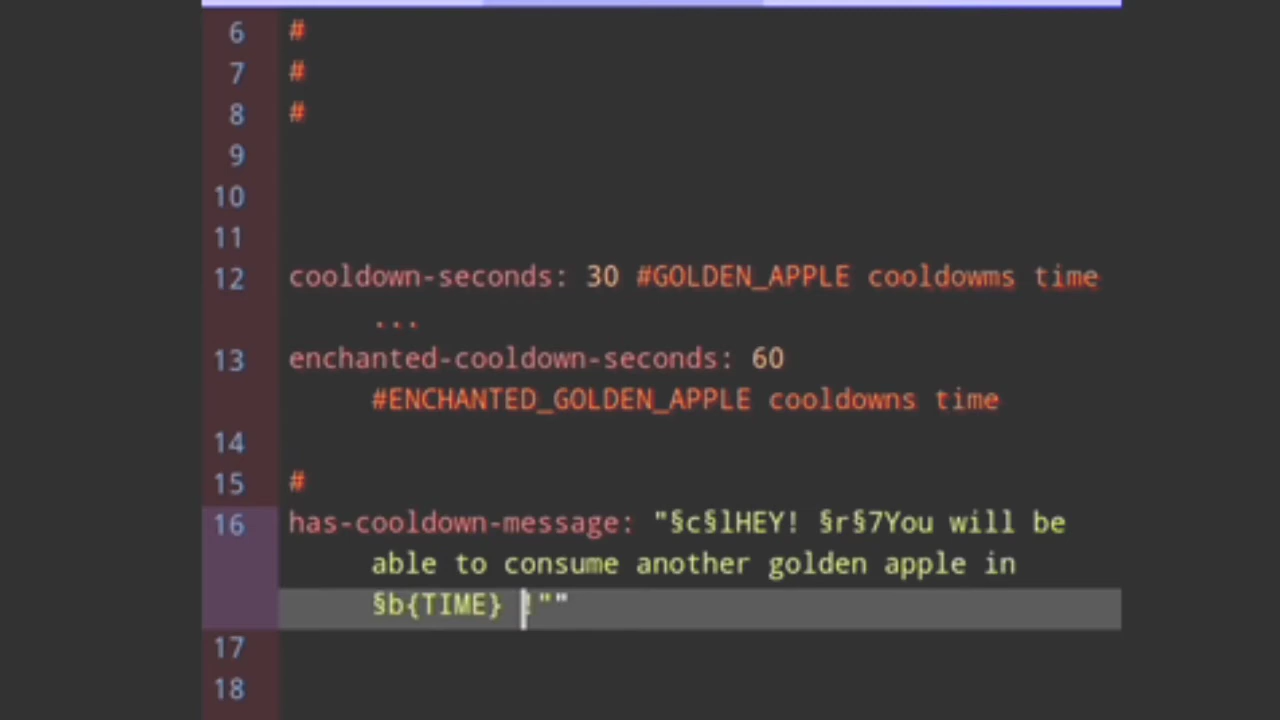 6 #
7 #
8 #
9
10
11
12 cooldown-seconds: 30 #GOLDEN_APPLE cooldowms time
...
13 enchanted-cooldown-seconds: 60
#ENCHANTED_GOLDEN_APPLE cooldowns time
14
15 #
16 has-cooldown-message: "§c§lHEY! §r§7You will be
able to consume another golden apple in
§b{TIME} !""
17
18